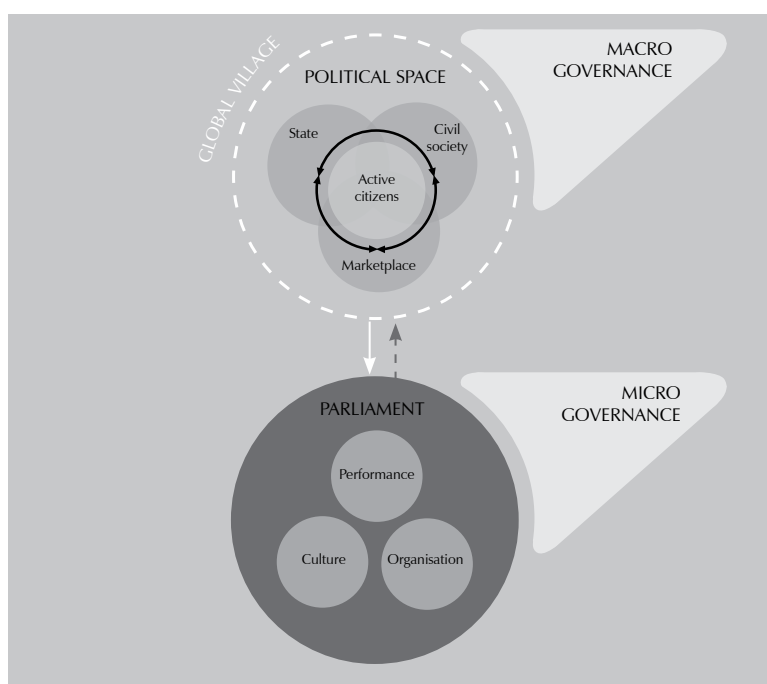 GLOBAL VILLAGE
POLITICAL SPACE
MACRO
GOVERNANCE
State
Civil
society
Active
citizens
Marketplace
PARLIAMENT
MICRO
GOVERNANCE
Performance
Culture
Organisation